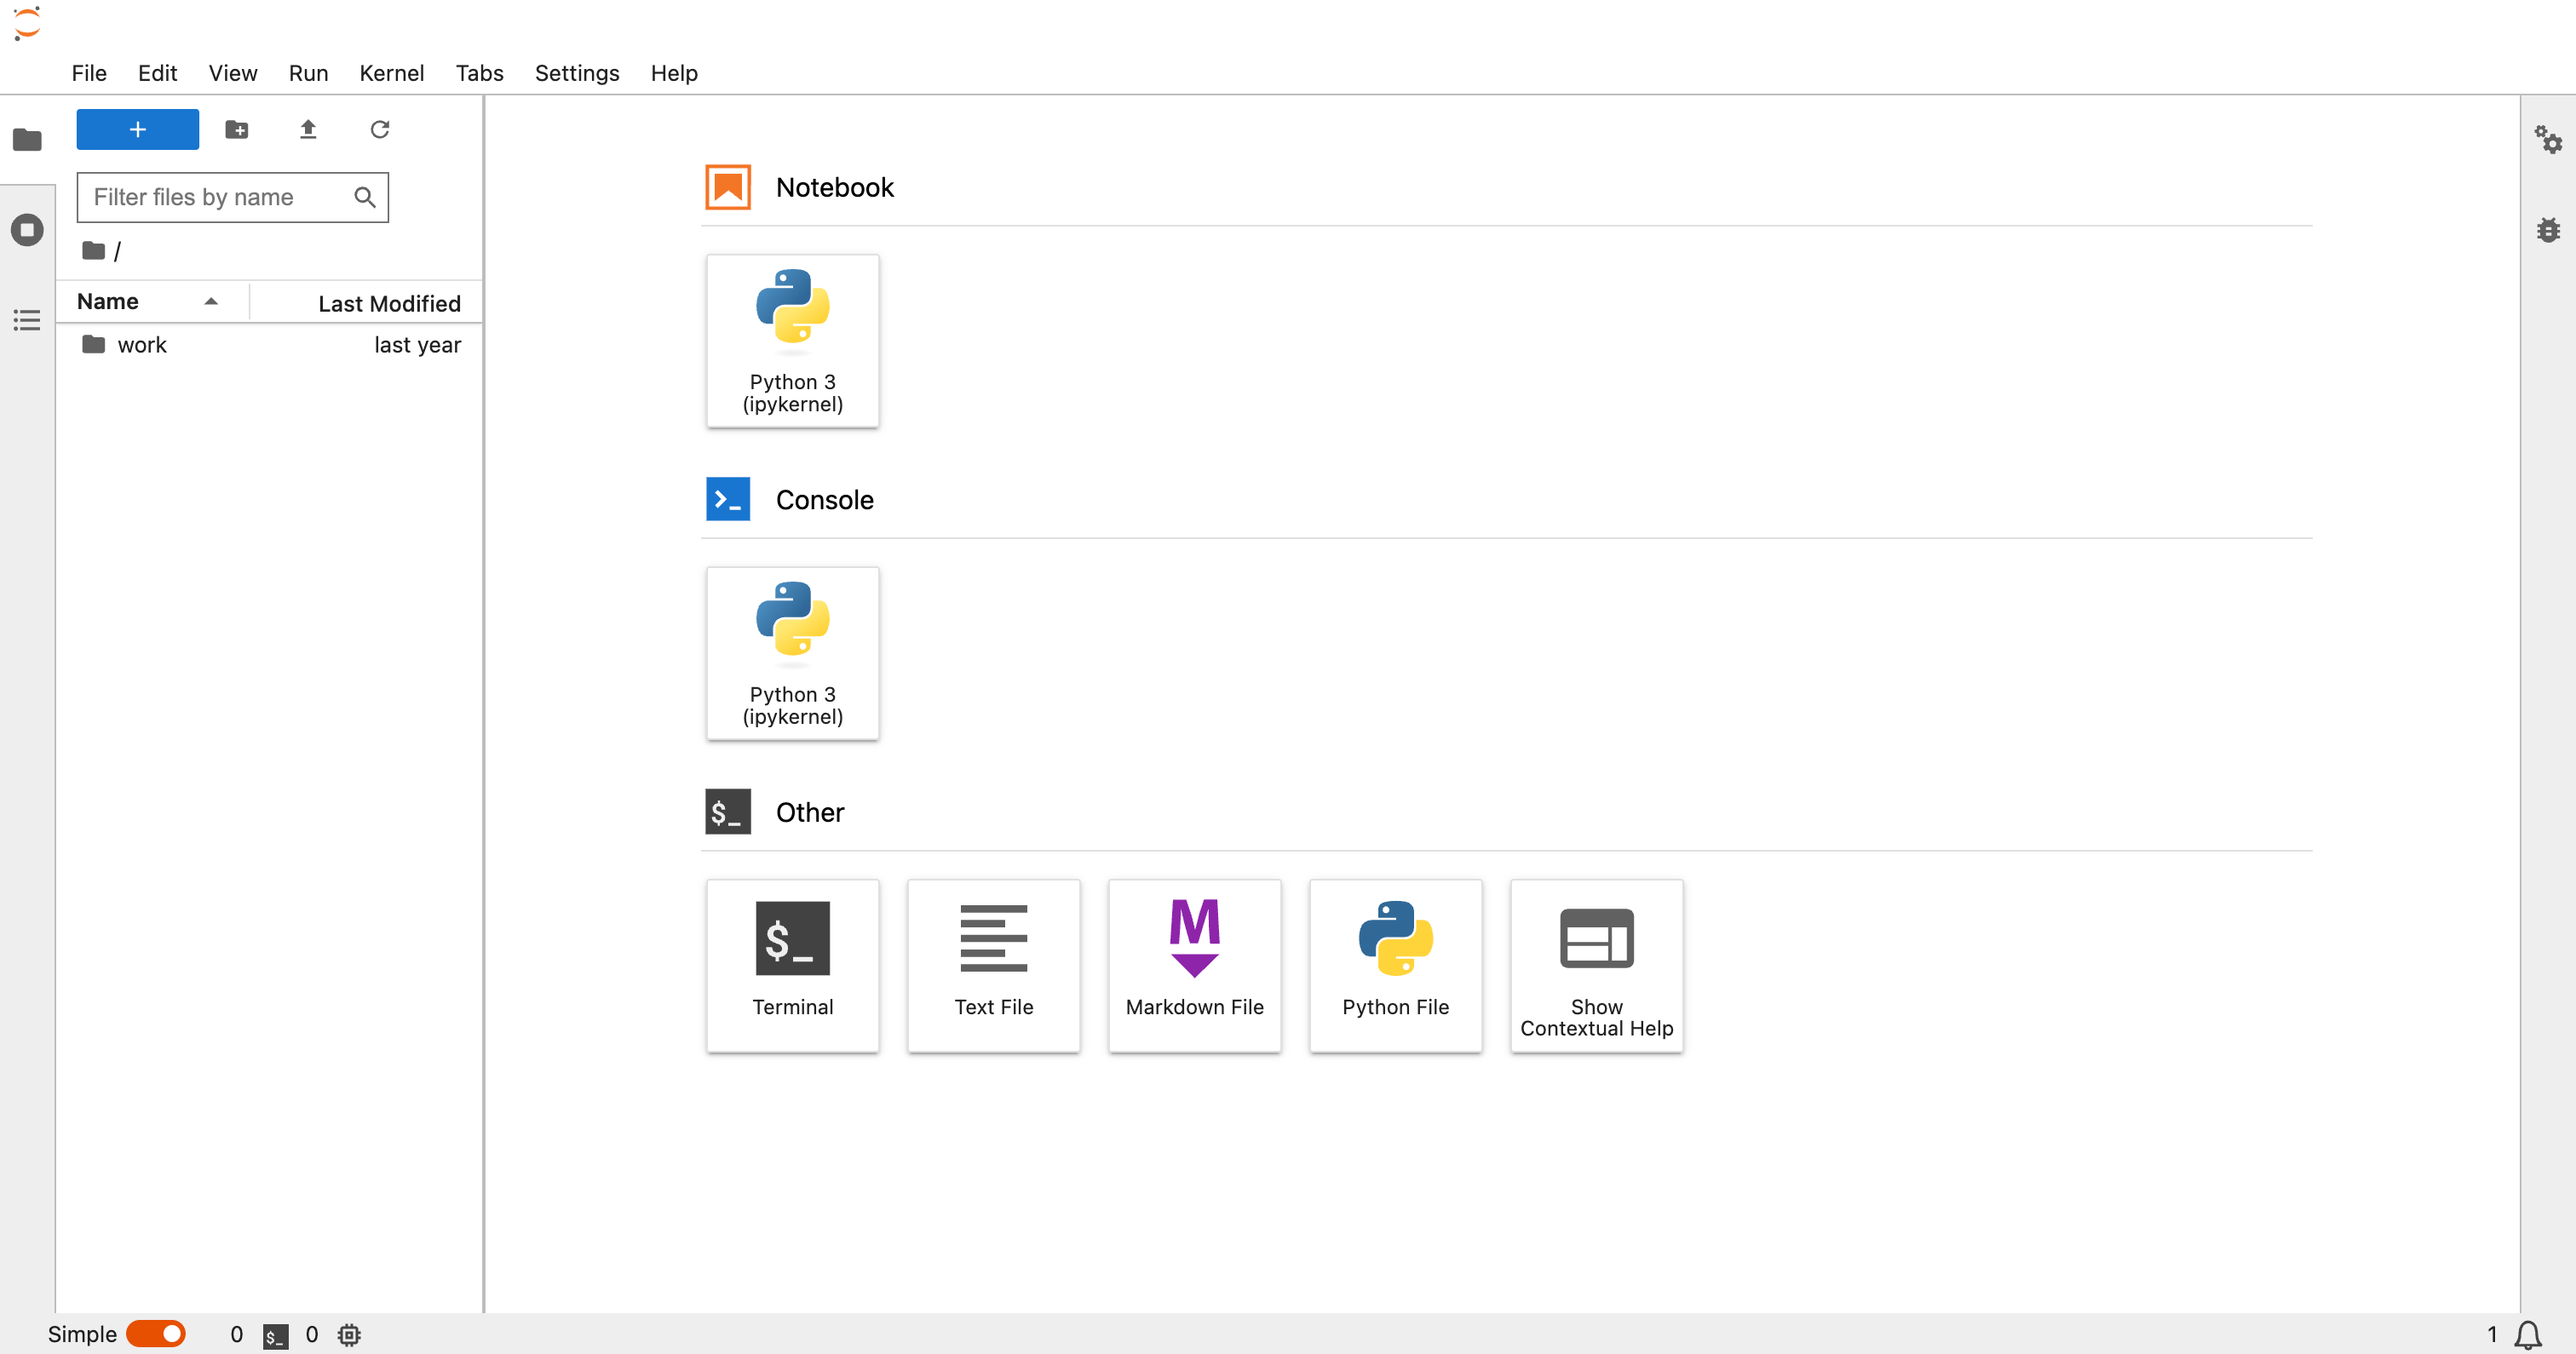 File Edit View Run Kernel Tabs Settings Help
+
Filter files by name
/
Name Last Modified
work last year
Notebook
Python 3
(ipykernel)
Console
Python 3
(ipykernel)
$_ Other
$_
Terminal
Text File
M
Markdown File
Python File
Show
Contextual Help
Simple 0 $_ 0 1